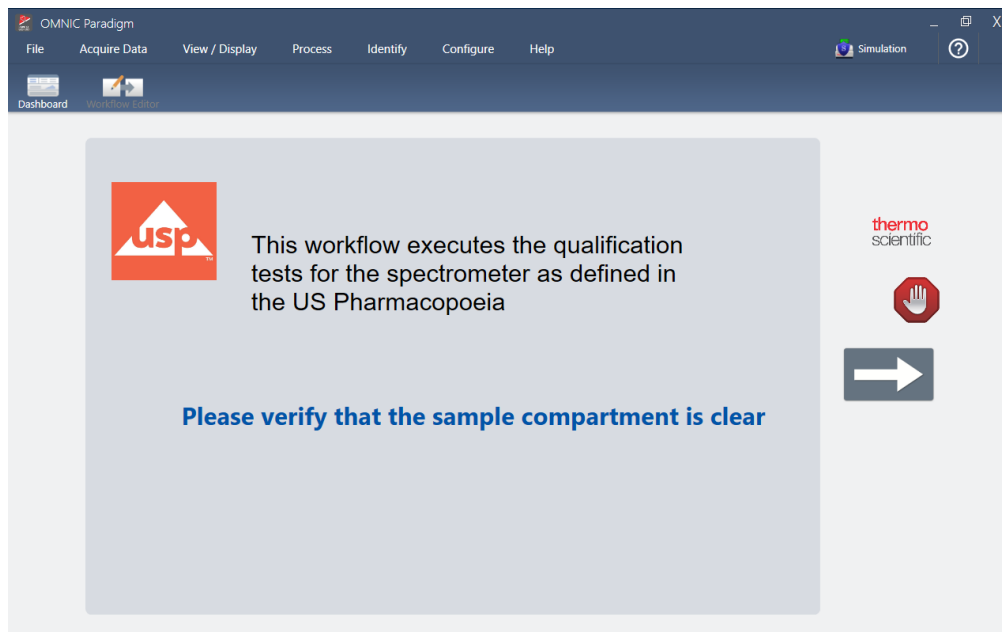 OMNIC Paradigm
File Acquire Data View / Display Process Identify Configure Help Simulation
Dashboard Workflow Editor
usp
TM
This workflow executes the qualification
tests for the spectrometer as defined in
the US Pharmacopoeia
thermo
scientific
Please verify that the sample compartment is clear